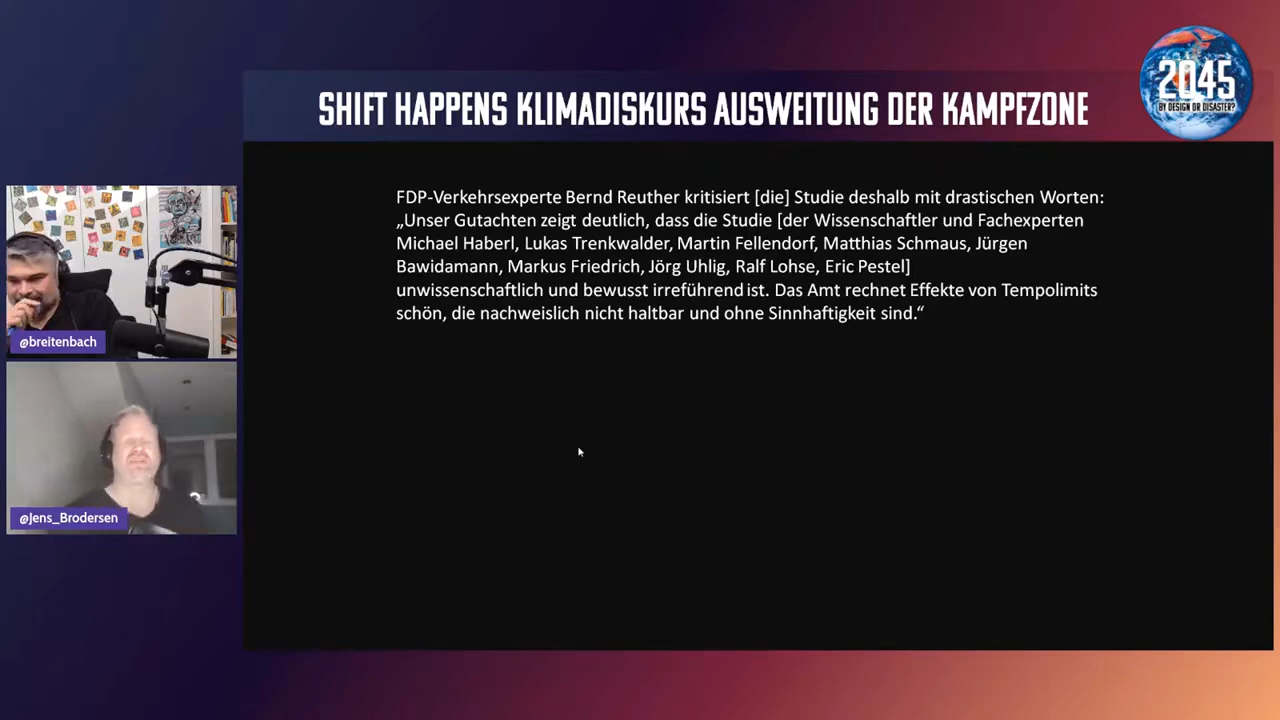 SHIFT HAPPENS KLIMADISKURS AUSWEITUNG DER KAMPFZONE
2045
BY DESIGN OR DISASTER?
FDP-Verkehrsexperte Bernd Reuther kritisiert [die] Studie deshalb mit drastischen Worten:
„Unser Gutachten zeigt deutlich, dass die Studie [der Wissenschaftler und Fachexperten
Michael Haberl, Lukas Trenkwalder, Martin Fellendorf, Matthias Schmaus, Jürgen
Bawidamann, Markus Friedrich, Jörg Uhlig, Ralf Lohse, Eric Pestel]
unwissenschaftlich und bewusst irreführend ist. Das Amt rechnet Effekte von Tempolimits
schön, die nachweislich nicht haltbar und ohne Sinnhaftigkeit sind.“
@breitenbach
@Jens_Brodersen